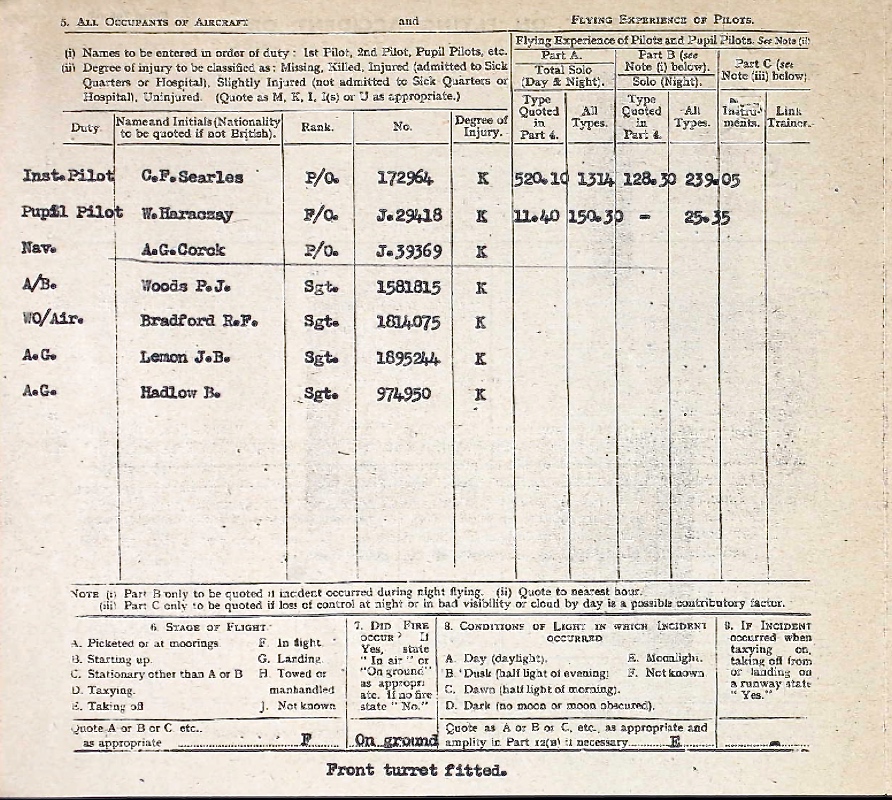 5. ALL OCCUPANTS OF AIRCRAFT and FLYING EXPERIENCE OF PILOTS.
(i) Names to be entered in order of duty: 1st Pilot, 2nd Pilot, Pupil Pilots, etc.
(ii) Degree of injury to be classified as: Missing, Killed, Injured (admitted to Sick
Quarters or Hospital), Slightly Injured (not admitted to Sick Quarters or
Hospital), Uninjured. (Quote as M, K, I, I(s) or U as appropriate.)
Flying Experience of Pilots and Pupil Pilots. See Note (ii)
Part A.
Total Solo
(Day & Night).
Part B (see
Note (i) below).
Solo (Night).
Part C (see
Note (iii) below).
Duty.
Name and Initials (Nationality
to be quoted if not British).
Rank.
No.
Degree of
Injury.
Type
Quoted
in
Part 4.
All
Types.
Type
Quoted
in
Part 4.
All
Types.
Instru-
ments.
Link
Trainer.
Inst.Pilot C.F.Searles P/O. 172964 K 520.10 1314 128.30 239.05
Pupil Pilot W.Haraczay F/O. J.29418 K 11.40 150.30 - 25.35
Nav. A.G.Corck P/O. J.39369 K
A/B. Woods P.J. Sgt. 1581815 K
WO/Air. Bradford R.F. Sgt. 1814075 K
A.G. Lemon J.B. Sgt. 1895244 K
A.G. Hadlow B. Sgt. 974950 K
NOTE (i) Part B only to be quoted if incident occurred during night flying. (ii) Quote to nearest hour.
(iii) Part C only to be quoted if loss of control at night or in bad visibility or cloud by day is a possible contributory factor.
6. STAGE OF FLIGHT.
A. Picketed or at moorings F. In flight
B. Starting up. G. Landing
C. Stationary other than A or B H. Towed or
D. Taxying. manhandled
E. Taking off J. Not known
Quote A or B or C, etc.,
as appropriate F
7. DID FIRE
OCCUR? If
Yes, state
"In air" or
"On ground"
as appropri
ate. If no fire
state "No."
On ground
8. CONDITIONS OF LIGHT IN WHICH INCIDENT
OCCURRED
A. Day (daylight). E. Moonlight.
B. Dusk (half light of evening) F. Not known
C. Dawn (half light of morning).
D. Dark (no moon or moon obscured).
Quote as A or B or C, etc., as appropriate and
amplify in Part 12(B) if necessary E
9. IF INCIDENT
occurred when
taxying on,
taking off from
or landing on
a runway state
"Yes."
-
Front turret fitted.